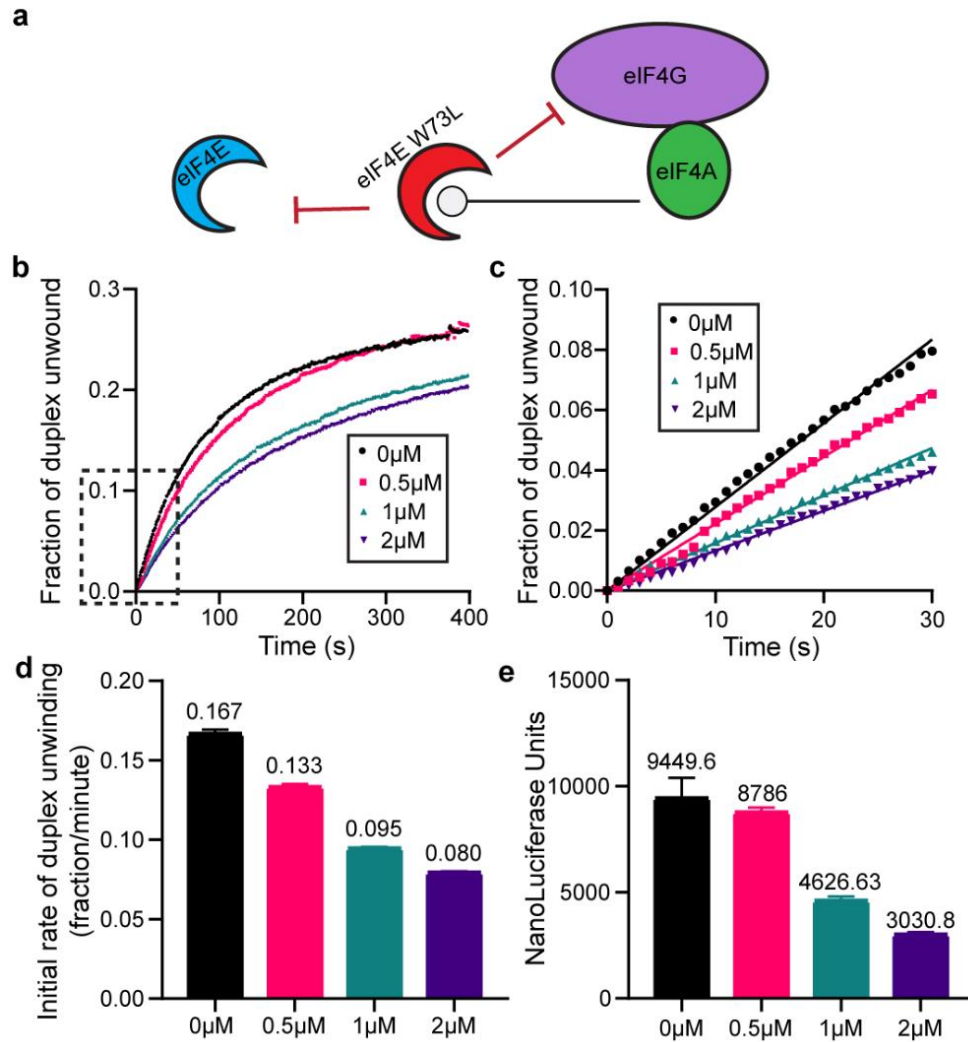 a
eIF4G
eIF4E W73L
eIF4E
eIF4A
b
Fraction of duplex unwound
0.3
0.2
0.1
0.0
0 100 200 300 400
Time (s)
0µM
0.5µM
1µM
2µM
c
Fraction of duplex unwound
0.10
0.08
0.06
0.04
0.02
0.00
0 10 20 30
Time (s)
0µM
0.5µM
1µM
2µM
d
Initial rate of duplex unwinding
(fraction/minute)
0.20
0.15
0.10
0.05
0.00
0.167
0.133
0.095
0.080
0µM 0.5µM 1µM 2µM
e
NanoLuciferase Units
15000
10000
5000
0
9449.6
8786
4626.63
3030.8
0µM 0.5µM 1µM 2µM